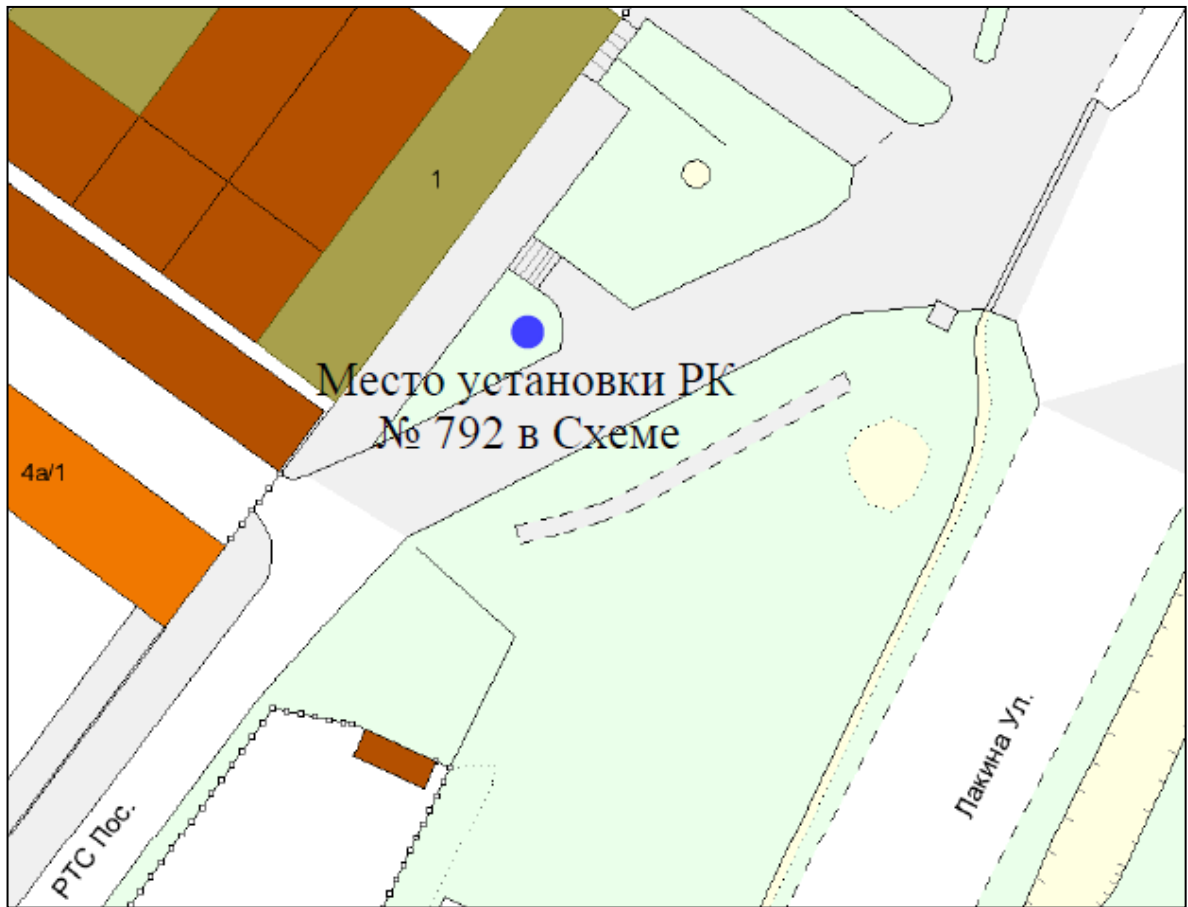 1
Место установки РК
№ 792 в Схеме
4а/1
Лакина Ул.
РТС Пос.